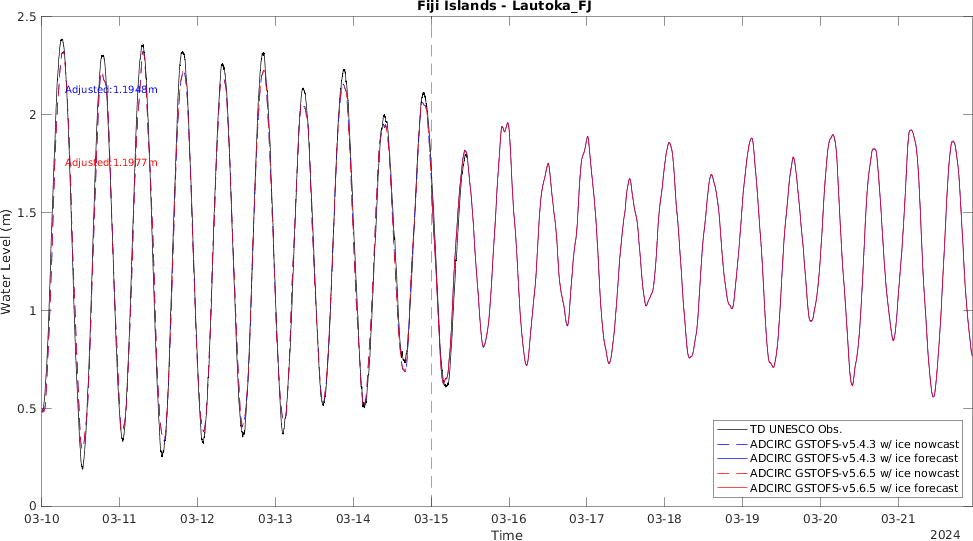 Fiji Islands - Lautoka_FJ
2.5
2
1.5
1
0.5
0
Water Level (m)
Adjusted:1.1948m
Adjusted:1.1977m
TD UNESCO Obs.
ADCIRC GSTOFS-v5.4.3 w/ ice nowcast
ADCIRC GSTOFS-v5.4.3 w/ ice forecast
ADCIRC GSTOFS-v5.6.5 w/ ice nowcast
ADCIRC GSTOFS-v5.6.5 w/ ice forecast
03-10 03-11 03-12 03-13 03-14 03-15 03-16 03-17 03-18 03-19 03-20 03-21
Time
2024